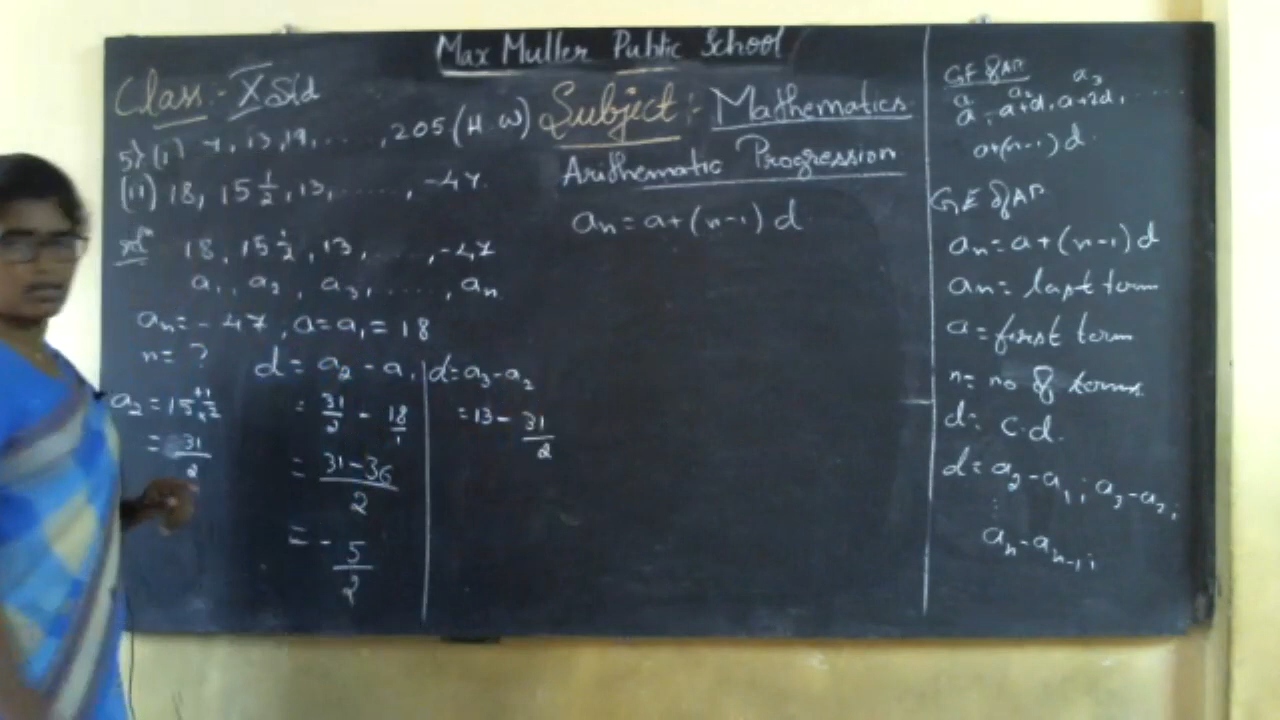 Max Muller Public School
Class:- X Std
Subject:- Mathematics
5) (i) 7, 13, 19, ....., 205 (H.W)
(ii) 18, 15 1/2, 13, ......, -47.
Arithematic Progression
an = a + (n-1) d
soln 18, 15 1/2, 13, ......, -47
a1, a2, a3, ......, an
an = -47, a = a1 = 18
n = ?
d = a2 - a1
= 31/2 - 18/1
= 31-36/2
= - 5/2
a2 = 15 1/2
= 31/2
d = a3 - a2
= 13 - 31/2
GF of AP
a a2 a3
a, a+d, a+2d, ......
a+(n-1) d.
GE of AP
an = a + (n-1) d
an = last term
a = first term
n = no of terms
d = c.d.
d = a2 - a1; a3 - a2;
an - an-1;